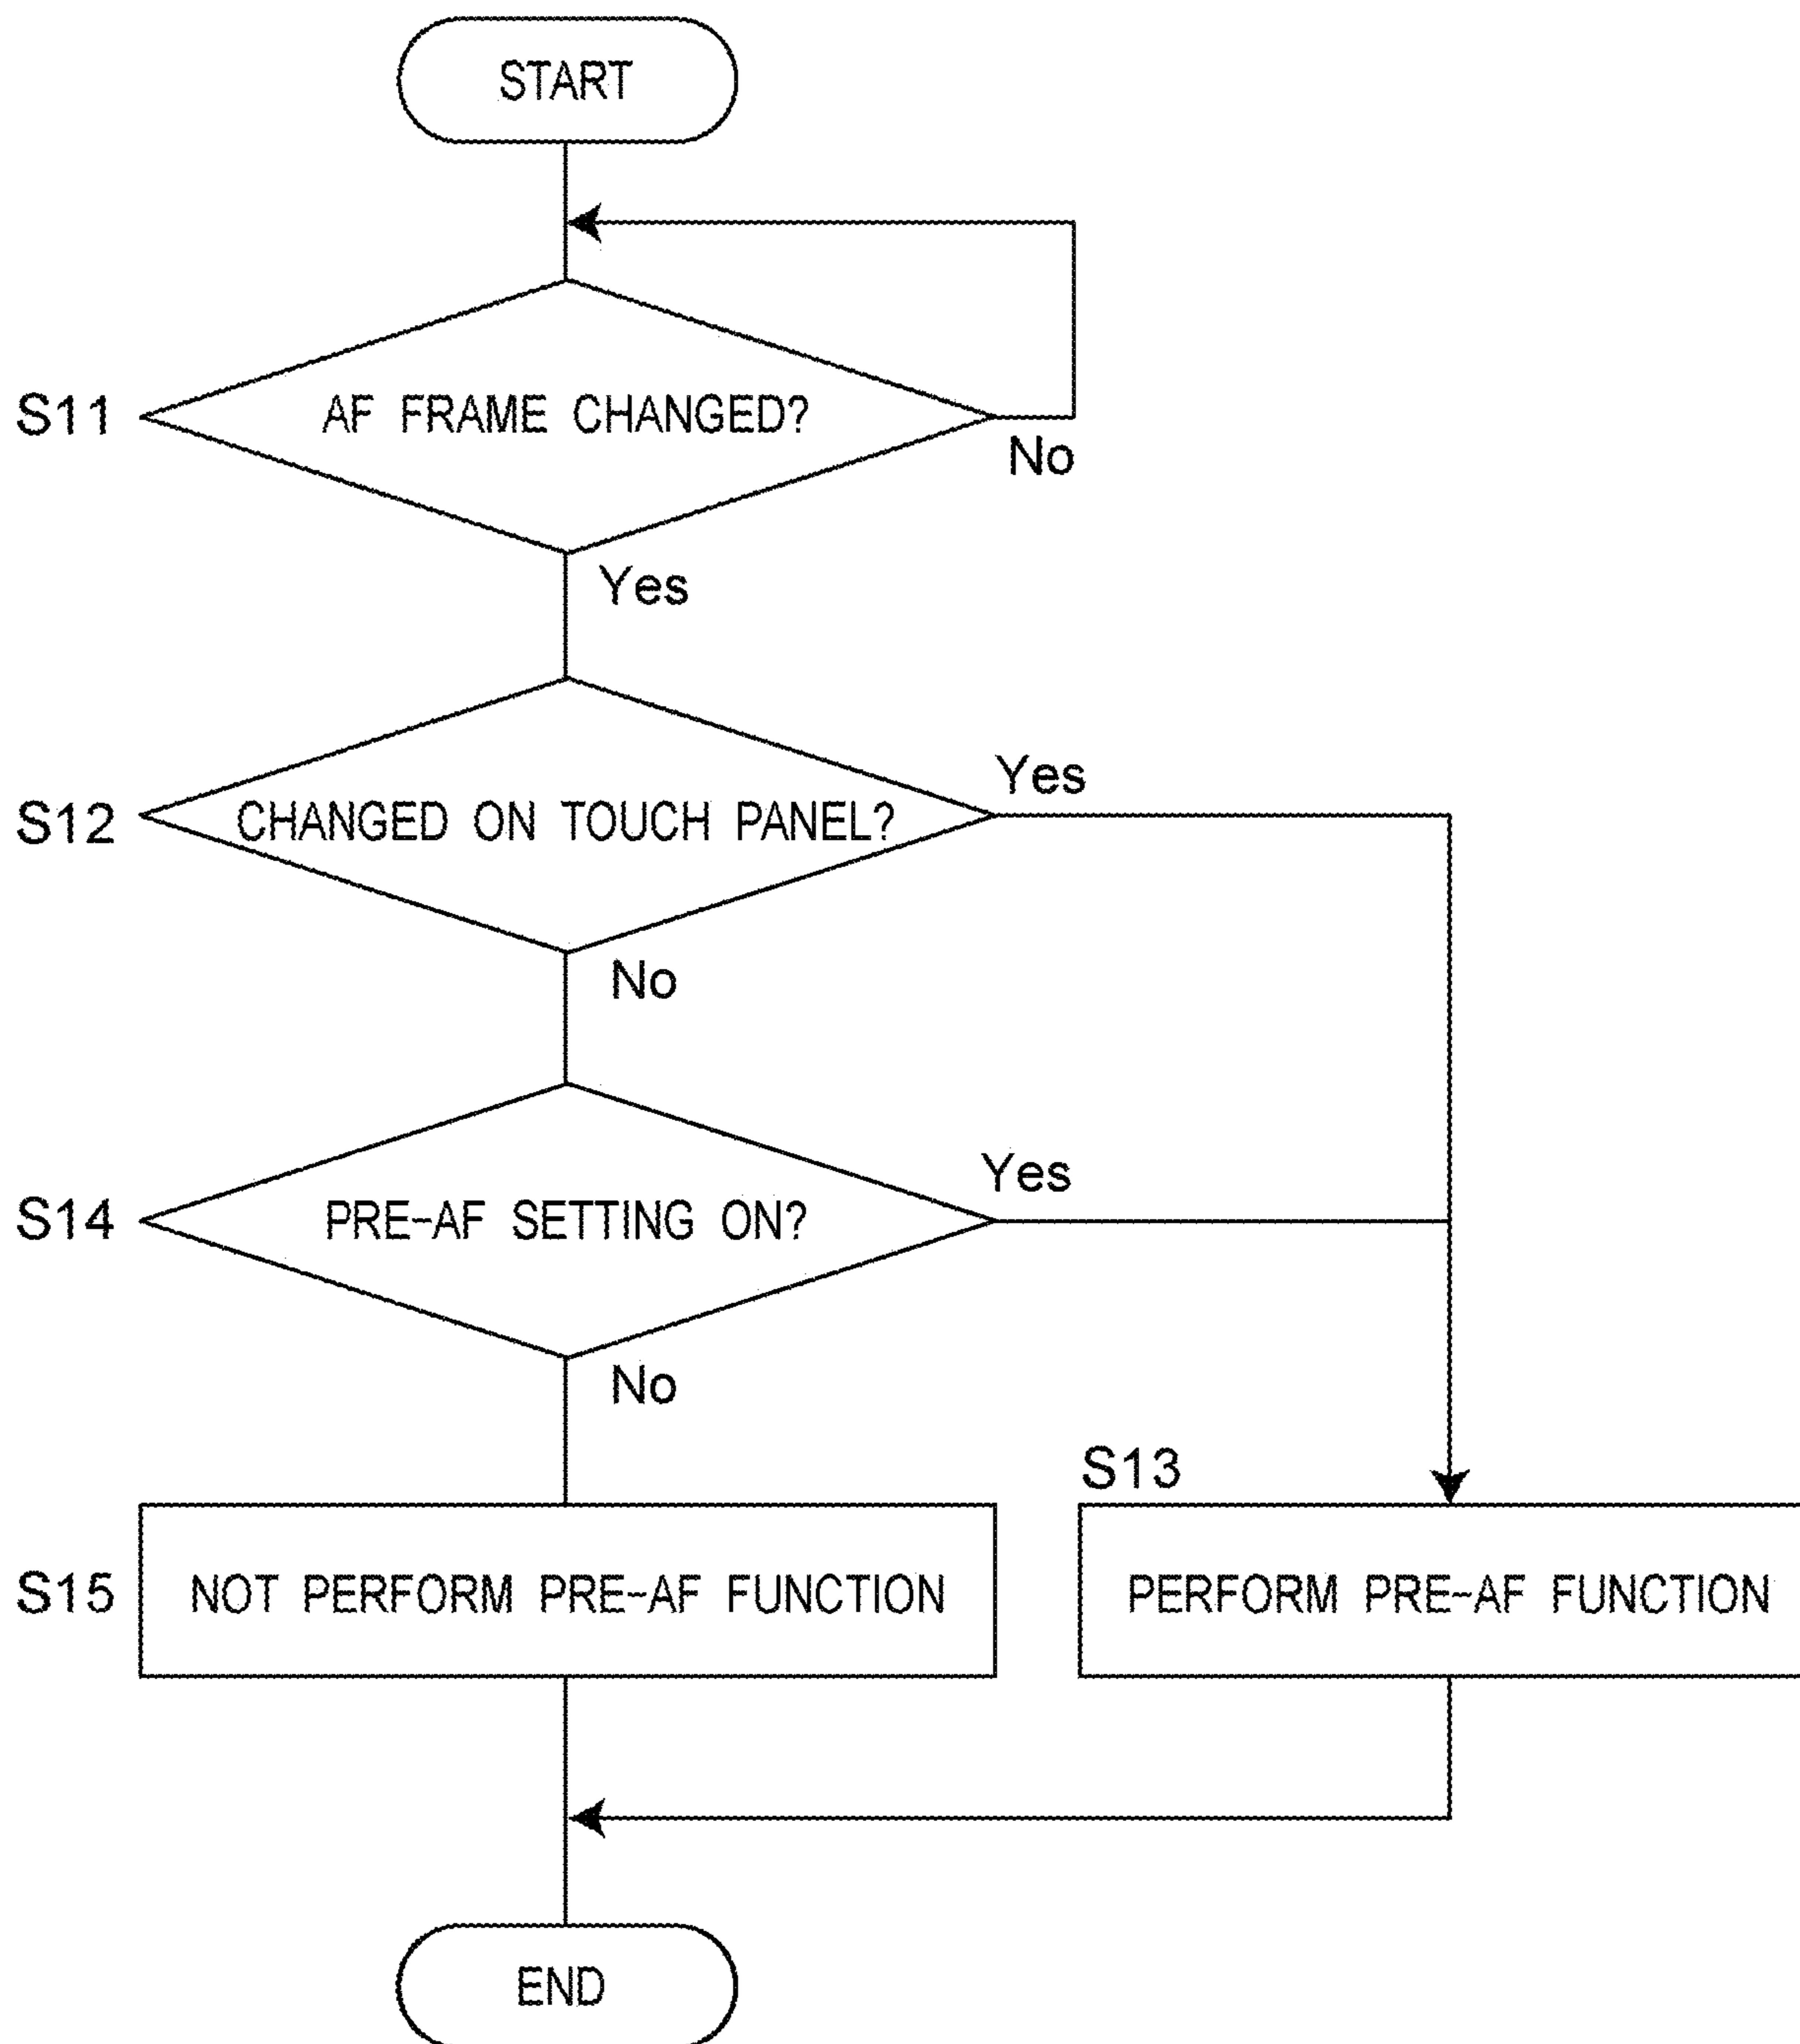 START
S11
AF FRAME CHANGED?
No
Yes
S12
CHANGED ON TOUCH PANEL?
Yes
No
S14
PRE-AF SETTING ON?
Yes
No
S13
S15
NOT PERFORM PRE-AF FUNCTION
PERFORM PRE-AF FUNCTION
END